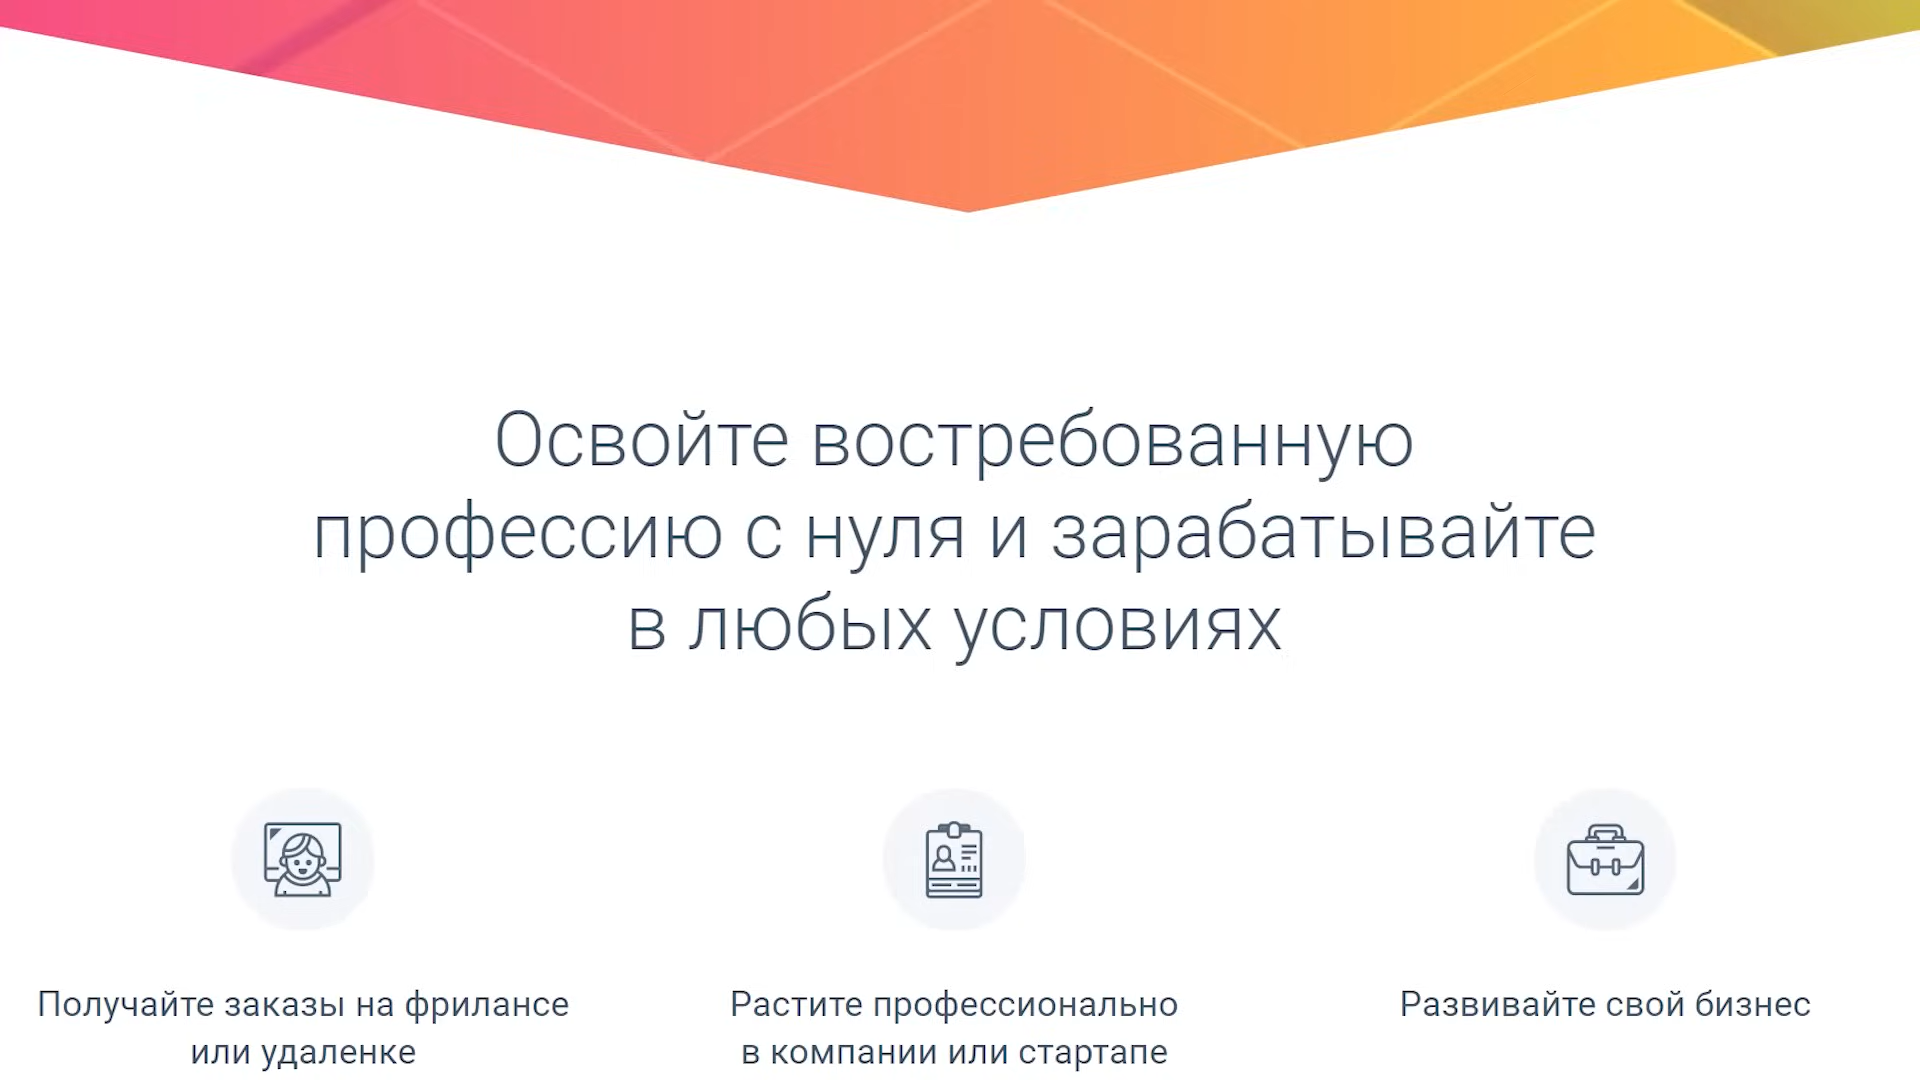 Освойте востребованную
профессию с нуля и зарабатывайте
в любых условиях
Получайте заказы на фрилансе
или удаленке
Растите профессионально
в компании или стартапе
Развивайте свой бизнес